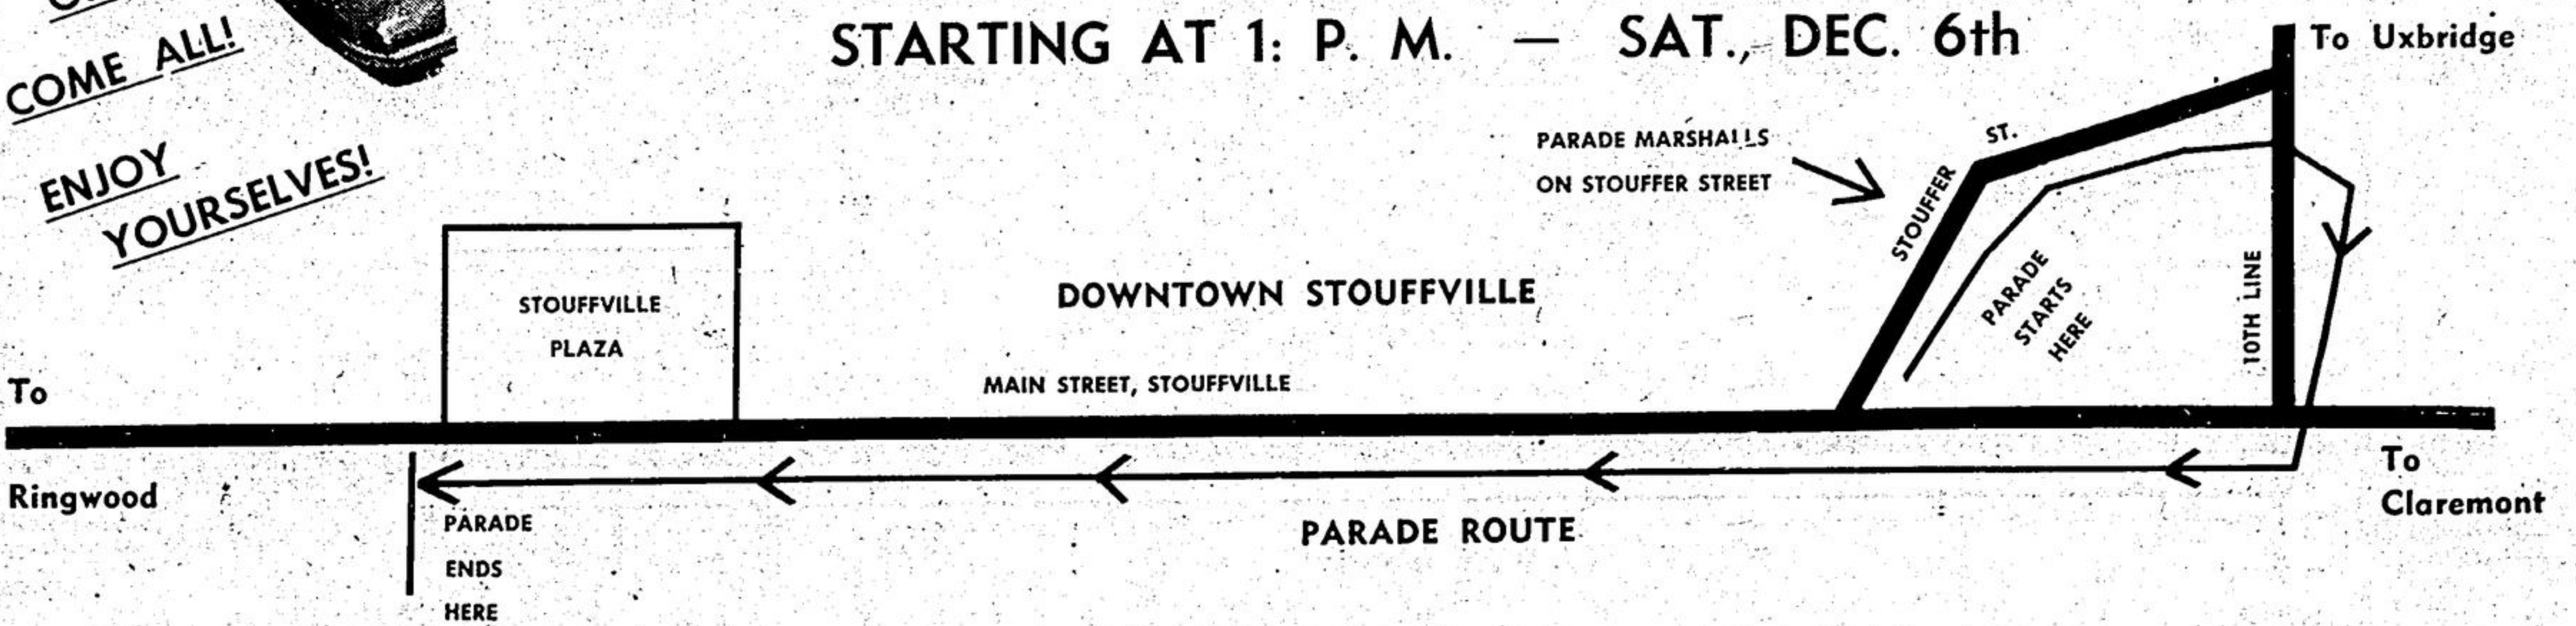 COME ALL!
ENJOY
YOURSELVES!
STARTING AT 1: P. M. — SAT., DEC. 6th
To Uxbridge
PARADE MARSHALLS
ON STOUFFER STREET
STOUFFER ST.
PARADE
STARTS
HERE
10TH LINE
STOUFFVILLE
PLAZA
DOWNTOWN STOUFFVILLE
MAIN STREET, STOUFFVILLE
To
Ringwood
PARADE
ENDS
HERE
PARADE ROUTE
To
Claremont